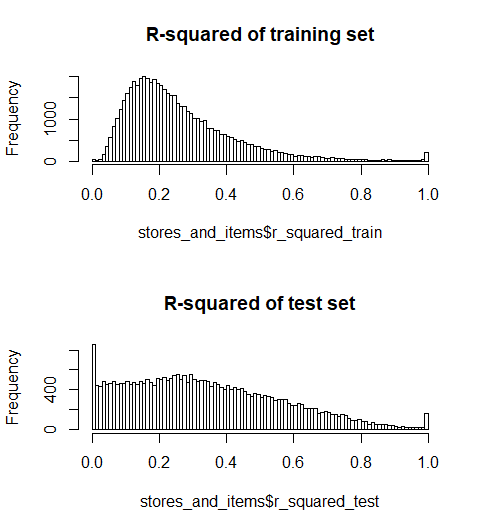 R-squared of training set
Frequency
0 1000
0.0 0.2 0.4 0.6 0.8 1.0
stores_and_items$r_squared_train
R-squared of test set
Frequency
0 400
0.0 0.2 0.4 0.6 0.8 1.0
stores_and_items$r_squared_test